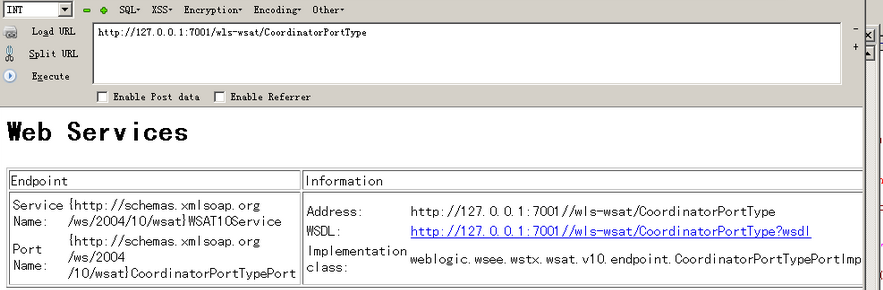 INT SQL▾ XSS▾ Encryption▾ Encoding▾ Other▾
Load URL http://127.0.0.1:7001/wls-wsat/CoordinatorPortType
Split URL
Execute
Enable Post data Enable Referrer
Web Services
Endpoint Information
Service Name: {http://schemas.xmlsoap.org
/ws/2004/10/wsat}WSAT10Service
Port Name: {http://schemas.xmlsoap.org
/ws/2004
/10/wsat}CoordinatorPortTypePort
Address: http://127.0.0.1:7001//wls-wsat/CoordinatorPortType
WSDL: http://127.0.0.1:7001//wls-wsat/CoordinatorPortType?wsdl
Implementation class: weblogic.wsee.wstx.wsat.v10.endpoint.CoordinatorPortTypePortImp